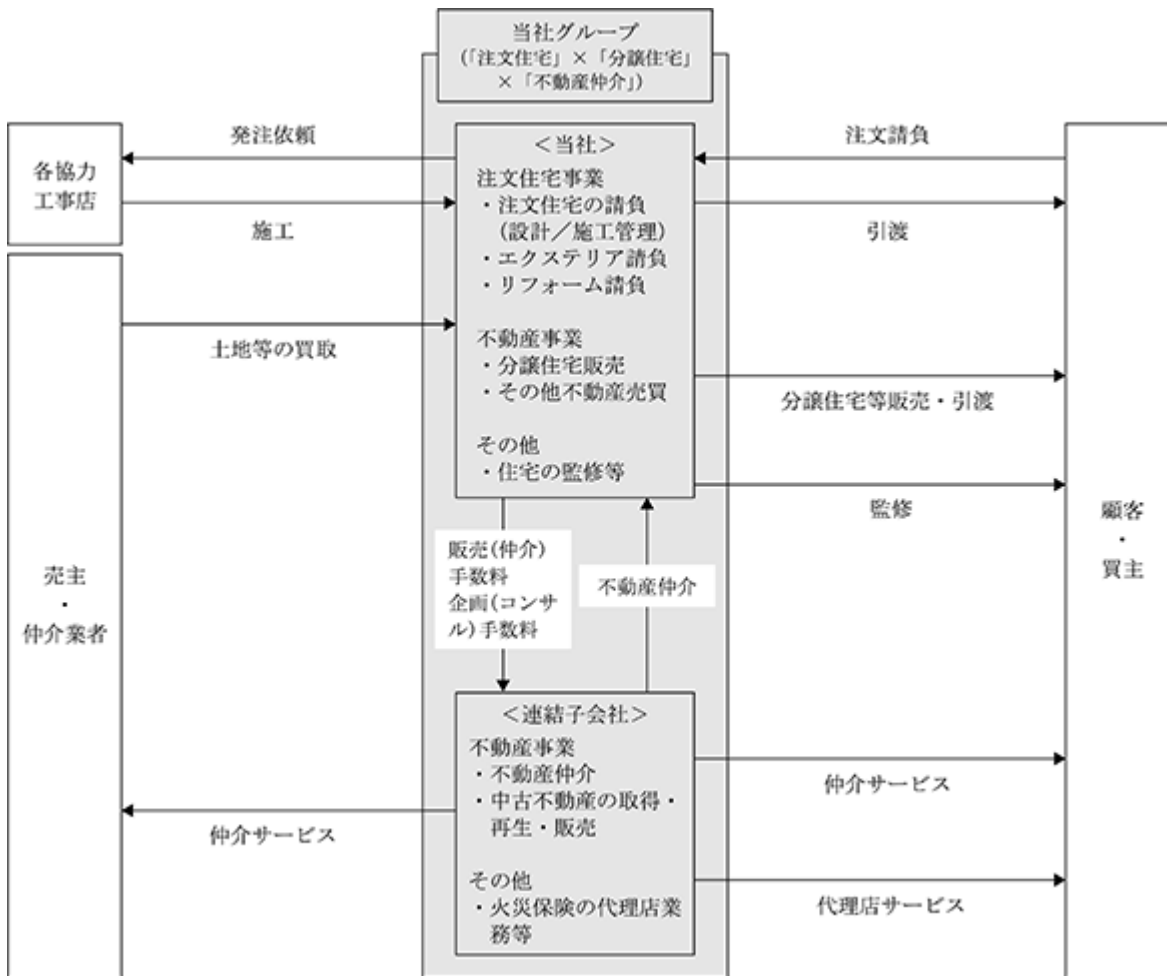 当社グループ
(「注文住宅」×「分譲住宅」
×「不動産仲介」)
各協力
工事店
発注依頼
施工
＜当社＞
注文住宅事業
・注文住宅の請負
(設計／施工管理)
・エクステリア請負
・リフォーム請負
不動産事業
・分譲住宅販売
・その他不動産売買
その他
・住宅の監修等
注文請負
引渡
土地等の買取
分譲住宅等販売・引渡
監修
売主
・
仲介業者
顧客
・
買主
販売(仲介)
手数料
企画(コンサ
ル)手数料
不動産仲介
＜連結子会社＞
不動産事業
・不動産仲介
・中古不動産の取得・
再生・販売
その他
・火災保険の代理店業
務等
仲介サービス
仲介サービス
代理店サービス